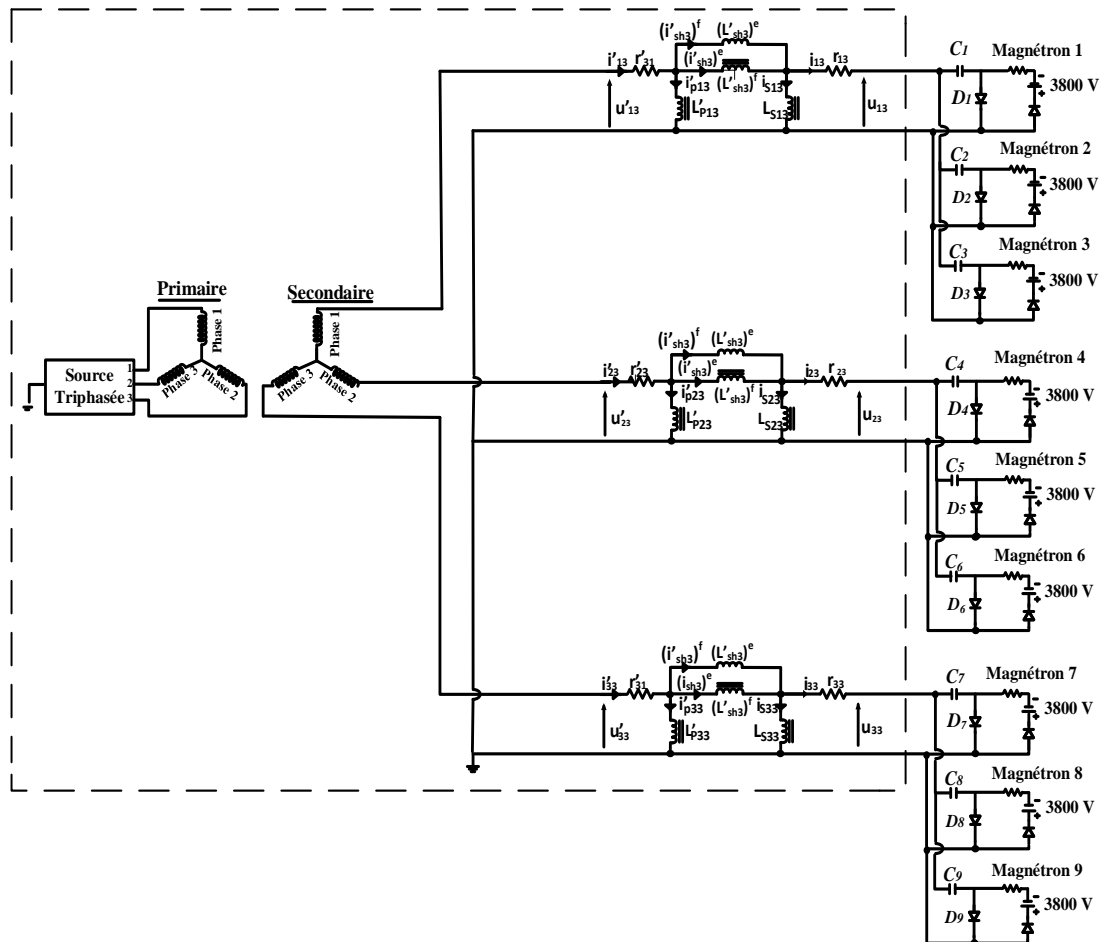 (i'sh3)f (L'sh3)e
i'13 r'31 (i'sh3)e i13 r13
(L'sh3)f
i'p13 iS13
L'P13 LS13
u'13 u13
C1 Magnétron 1
D1 - + 3800 V
C2 Magnétron 2
D2 - + 3800 V
C3 Magnétron 3
D3 - + 3800 V
Primaire Secondaire
Phase 1 Phase 1
Source Triphasée
1
2
3
Phase 3 Phase 2
Phase 3 Phase 2
(i'sh3)f (L'sh3)e
i'23 r'23 (i'sh3)e i23 r23
(L'sh3)f
i'p23 iS23
L'P23 LS23
u'23 u23
C4 Magnétron 4
D4 - + 3800 V
C5 Magnétron 5
D5 - + 3800 V
C6 Magnétron 6
D6 - + 3800 V
(i'sh3)f (L'sh3)e
i'33 r'31 (ish3)e i33 r33
(L'sh3)f
i'p33 iS33
L'P33 LS33
u'33 u33
C7 Magnétron 7
D7 - + 3800 V
C8 Magnétron 8
D8 - + 3800 V
C9 Magnétron 9
D9 - + 3800 V